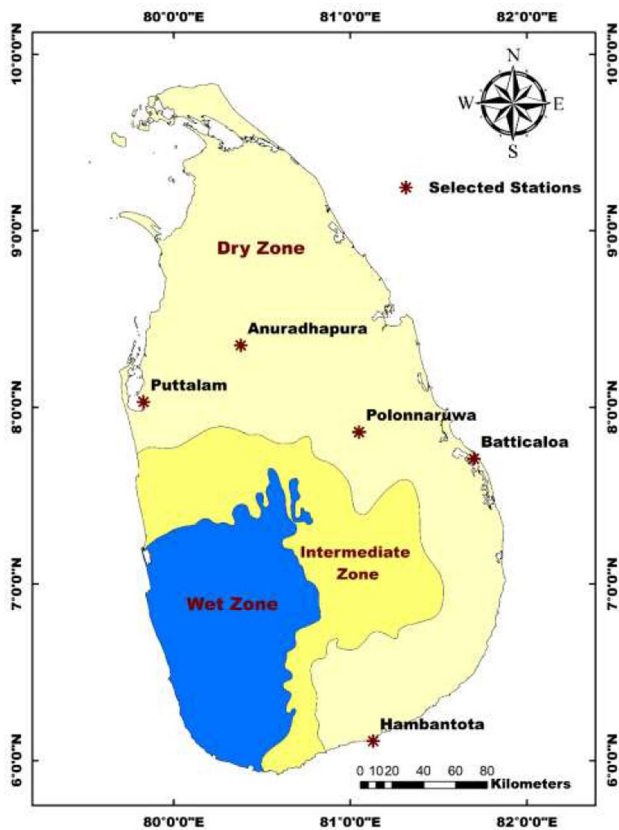 80°0'0"E 81°0'0"E 82°0'0"E
10°0'0"N 10°0'0"N
N
W E
S
Selected Stations
9°0'0"N 9°0'0"N
Dry Zone
Anuradhapura
Puttalam
8°0'0"N 8°0'0"N
Polonnaruwa
Batticaloa
Intermediate
Zone
7°0'0"N 7°0'0"N
Wet Zone
Hambantota
6°0'0"N 6°0'0"N
0 10 20 40 60 80
Kilometers
80°0'0"E 81°0'0"E 82°0'0"E